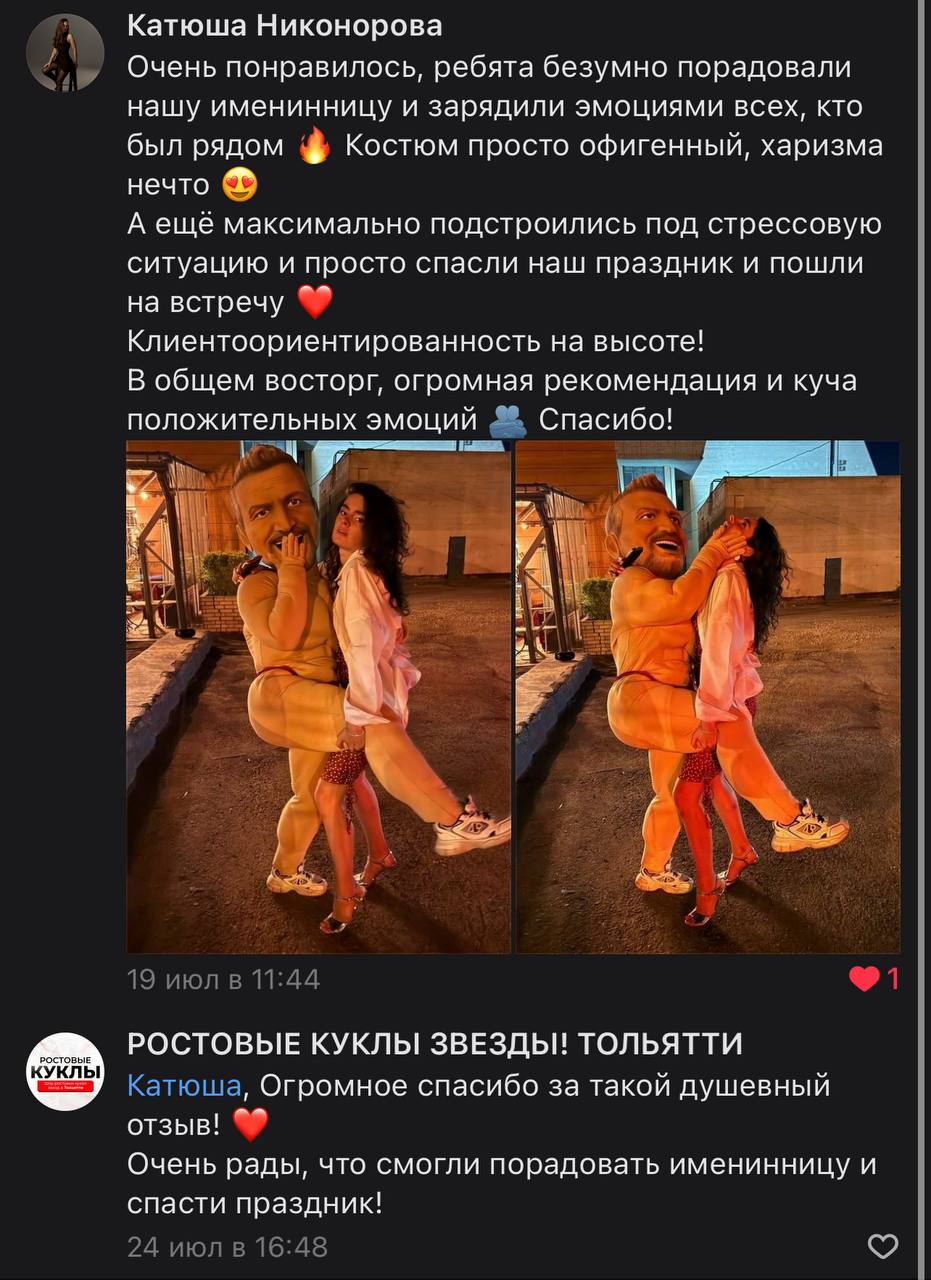 Катюша Никонорова
Очень понравилось, ребята безумно порадовали
нашу именинницу и зарядили эмоциями всех, кто
был рядом 🔥 Костюм просто офигенный, харизма
нечто 😍
А ещё максимально подстроились под стрессовую
ситуацию и просто спасли наш праздник и пошли
на встречу ❤️
Клиентоориентированность на высоте!
В общем восторг, огромная рекомендация и куча
положительных эмоций 🫂 Спасибо!
19 июл в 11:44
1
РОСТОВЫЕ КУКЛЫ ЗВЕЗДЫ! ТОЛЬЯТТИ
РОСТОВЫЕ
КУКЛЫ
Катюша, Огромное спасибо за такой душевный
отзыв! ❤️
Очень рады, что смогли порадовать именинницу и
спасти праздник!
24 июл в 16:48